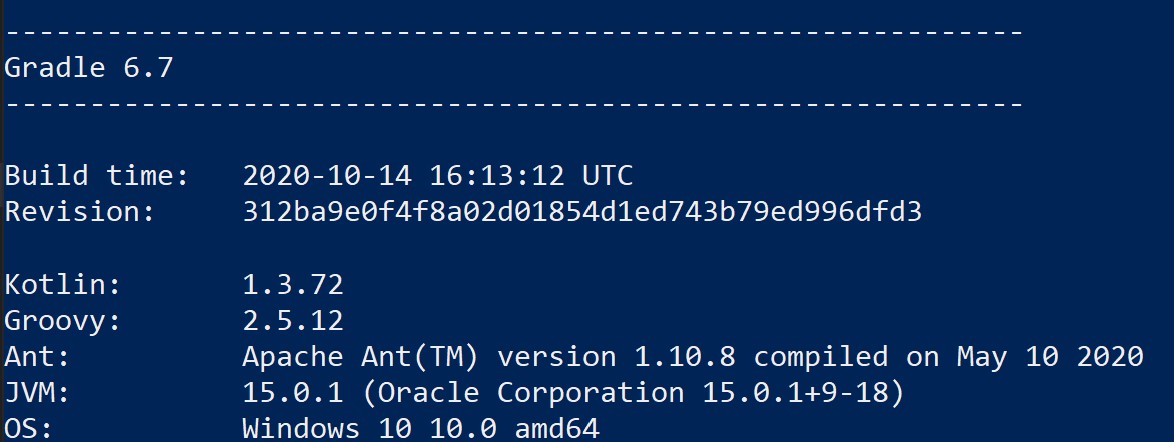 ------------------------------------------------------------
Gradle 6.7
------------------------------------------------------------
Build time:   2020-10-14 16:13:12 UTC
Revision:     312ba9e0f4f8a02d01854d1ed743b79ed996dfd3
Kotlin:       1.3.72
Groovy:       2.5.12
Ant:          Apache Ant(TM) version 1.10.8 compiled on May 10 2020
JVM:          15.0.1 (Oracle Corporation 15.0.1+9-18)
OS:           Windows 10 10.0 amd64